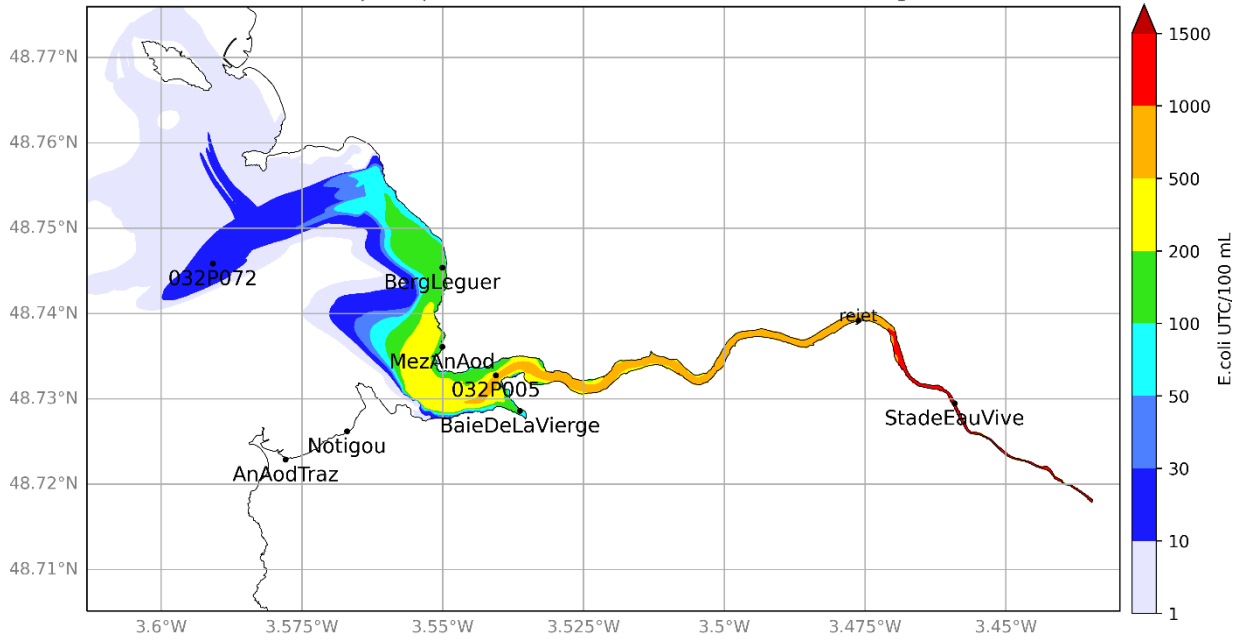 48.77°N
48.76°N
48.75°N
48.74°N
48.73°N
48.72°N
48.71°N
3.6°W
3.575°W
3.55°W
3.525°W
3.5°W
3.475°W
3.45°W
032P072
BergLeguer
MezAnAod
032P005
BaieDeLaVierge
Notigou
AnAodTraz
rejet
StadeEauVive
1500
1000
500
200
100
50
30
10
1
E.coli UTC/100 mL